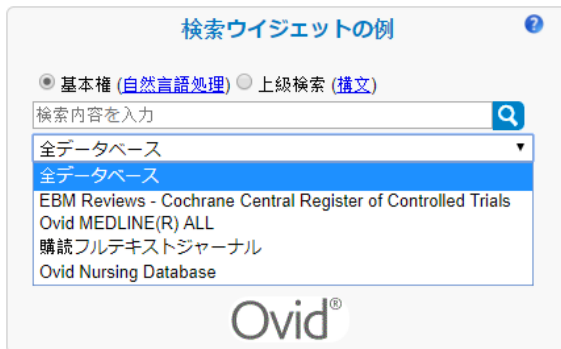 検索ウイジェットの例
?
基本権 (自然言語処理) 上級検索 (構文)
検索内容を入力
全データベース
全データベース
EBM Reviews - Cochrane Central Register of Controlled Trials
Ovid MEDLINE(R) ALL
購読フルテキストジャーナル
Ovid Nursing Database
Ovid®